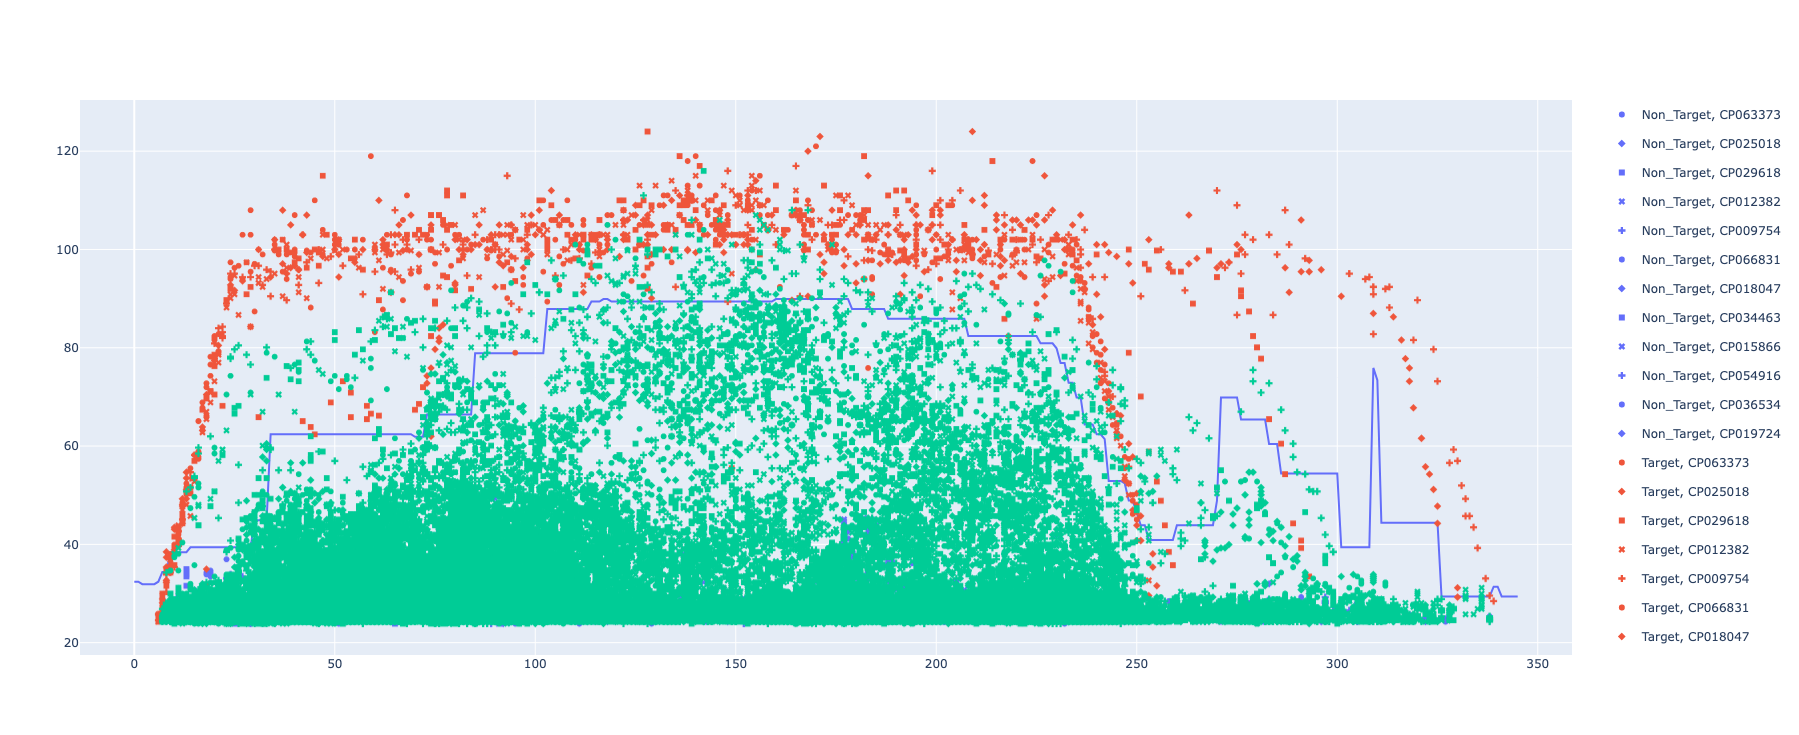 120
100
80
60
40
20
0
50
100
150
200
250
300
350
Non_Target, CP063373
Non_Target, CP025018
Non_Target, CP029618
Non_Target, CP012382
Non_Target, CP009754
Non_Target, CP066831
Non_Target, CP018047
Non_Target, CP034463
Non_Target, CP015866
Non_Target, CP054916
Non_Target, CP036534
Non_Target, CP019724
Target, CP063373
Target, CP025018
Target, CP029618
Target, CP012382
Target, CP009754
Target, CP066831
Target, CP018047